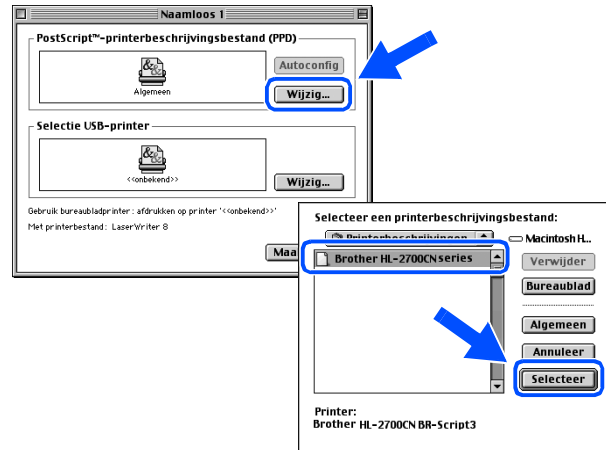 Naamloos 1
PostScript™-printerbeschrijvingsbestand (PPD)
Autoconfig
Algemeen
Wijzig...
Selectie USB-printer
<<onbekend>>
Wijzig...
Gebruik bureaubladprinter: afdrukken op printer '<<onbekend>>'
Met printerbestand: LaserWriter 8
Maa
Selecteer een printerbeschrijvingsbestand:
Printerbeschrijvingen
Macintosh H...
Brother HL-2700CN series
Verwijder
Bureaublad
Algemeen
Annuleer
Selecteer
Printer:
Brother HL-2700CN BR-Script3